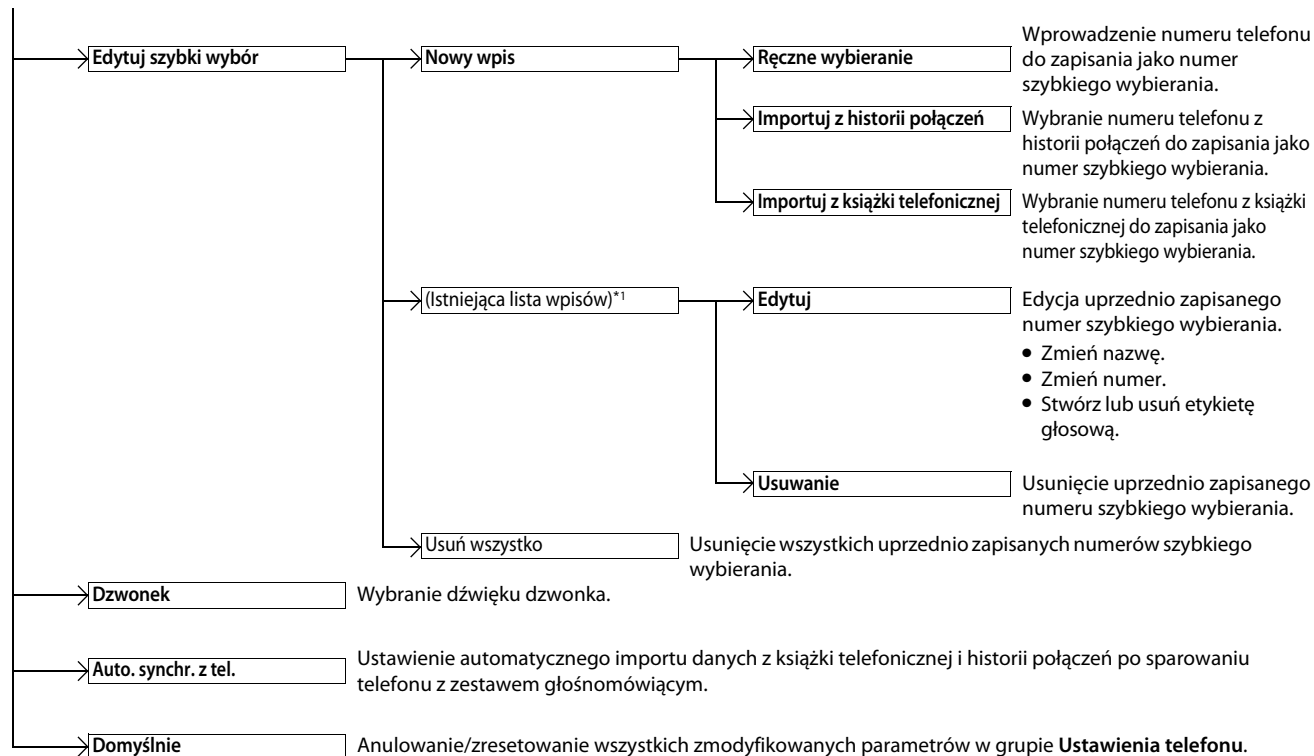 Edytuj szybki wybór
Nowy wpis
Ręczne wybieranie
Wprowadzenie numeru telefonu
do zapisania jako numer
szybkiego wybierania.
Importuj z historii połączeń
Wybranie numeru telefonu z
historii połączeń do zapisania jako
numer szybkiego wybierania.
Importuj z książki telefonicznej
Wybranie numeru telefonu z książki
telefonicznej do zapisania jako
numer szybkiego wybierania.
(Istniejąca lista wpisów)*1
Edytuj
Edycja uprzednio zapisanego
numer szybkiego wybierania.
● Zmień nazwę.
● Zmień numer.
● Stwórz lub usuń etykietę
głosową.
Usuwanie
Usunięcie uprzednio zapisanego
numeru szybkiego wybierania.
Usuń wszystko
Usunięcie wszystkich uprzednio zapisanych numerów szybkiego
wybierania.
Dzwonek
Wybranie dźwięku dzwonka.
Auto. synchr. z tel.
Ustawienie automatycznego importu danych z książki telefonicznej i historii połączeń po sparowaniu
telefonu z zestawem głośnomówiącym.
Domyślnie
Anulowanie/zresetowanie wszystkich zmodyfikowanych parametrów w grupie Ustawienia telefonu.